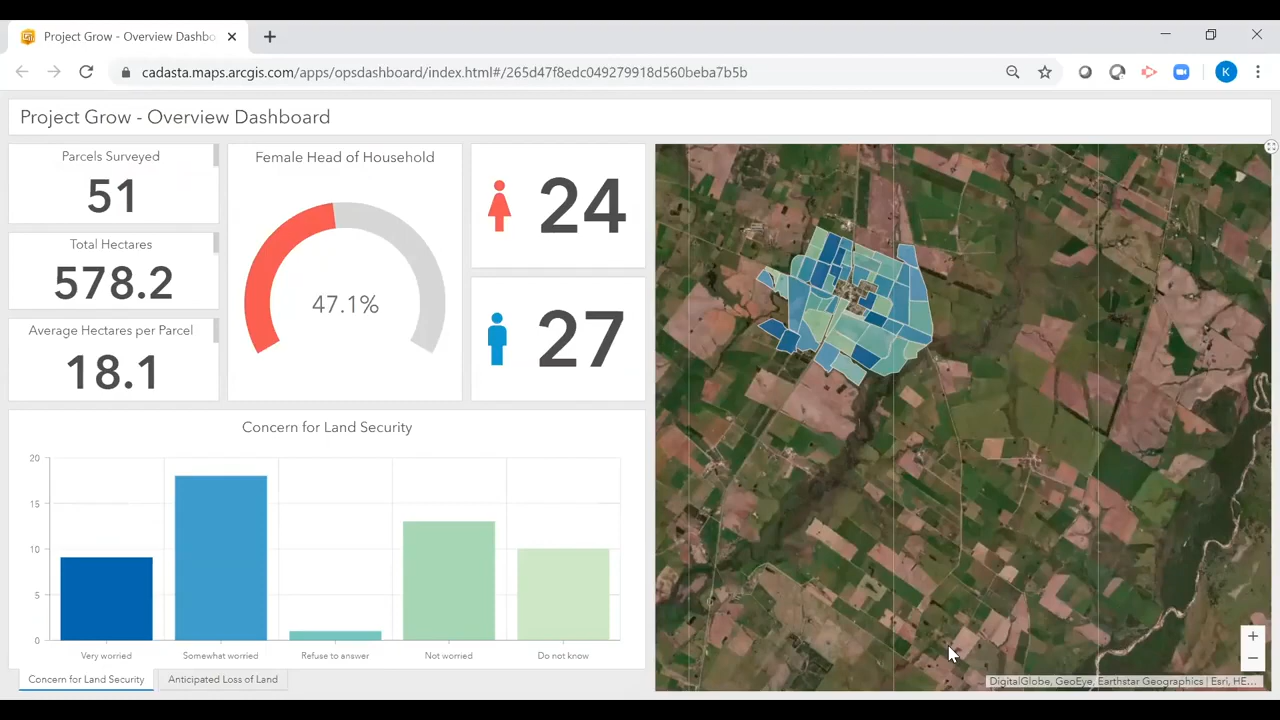 Project Grow - Overview Dashbo
cadasta.maps.arcgis.com/apps/opsdashboard/index.html#/265d47f8edc049279918d560beba7b5b
K
Project Grow - Overview Dashboard
Parcels Surveyed
51
Total Hectares
578.2
Average Hectares per Parcel
18.1
Female Head of Household
47.1%
24
27
Concern for Land Security
20
15
10
5
0
Very worried
Somewhat worried
Refuse to answer
Not worried
Do not know
Concern for Land Security
Anticipated Loss of Land
DigitalGlobe, GeoEye, Earthstar Geographics | Esri, HE...